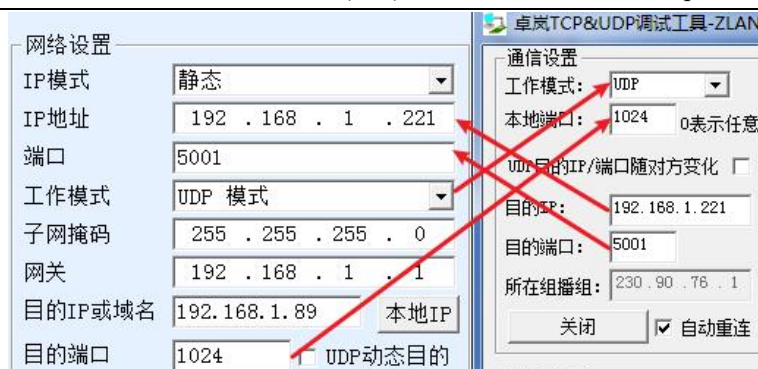 网络设置
IP模式 静态
IP地址 192 . 168 . 1 . 221
端口 5001
工作模式 UDP 模式
子网掩码 255 . 255 . 255 . 0
网关 192 . 168 . 1 . 1
目的IP或域名 192.168.1.89 本地IP
目的端口 1024 UDP动态目的
卓岚TCP&UDP调试工具-ZLAN
通信设置
工作模式: UDP
本地端口: 1024 0表示任意
UDP目的IP/端口随对方变化
目的IP: 192.168.1.221
目的端口: 5001
所在组播组: 230 . 90 . 76 . 1
关闭 自动重连